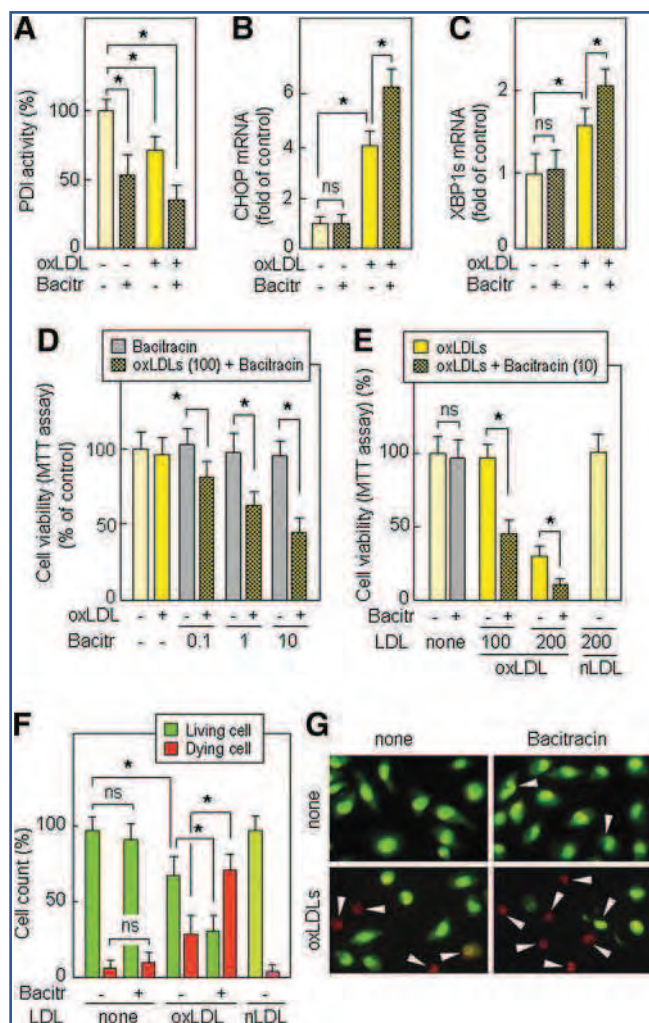 A
PDI activity (%)
100
50
0
*
*
*
oxLDL - - + +
Bacitr - + - +
B
CHOP mRNA
(fold of control)
6
4
2
0
ns
*
*
oxLDL - - + +
Bacitr - + - +
C
XBP1s mRNA
(fold of control)
2
1
0
ns
*
*
oxLDL - - + +
Bacitr - + - +
D
Bacitracin
oxLDLs (100) + Bacitracin
Cell viability (MTT assay)
(% of control)
100
50
0
*
*
*
oxLDL - + - + - + - +
Bacitr - - 0.1 1 10
E
oxLDLs
oxLDLs + Bacitracin (10)
Cell viability (MTT assay) (%)
100
50
0
ns
*
*
Bacitr - + - + - + -
LDL none 100 200 200
oxLDL nLDL
F
Living cell
Dying cell
Cell count (%)
100
50
0
*
ns
*
*
ns
Bacitr - + - + -
LDL none oxLDL nLDL
G
none Bacitracin
none
oxLDLs